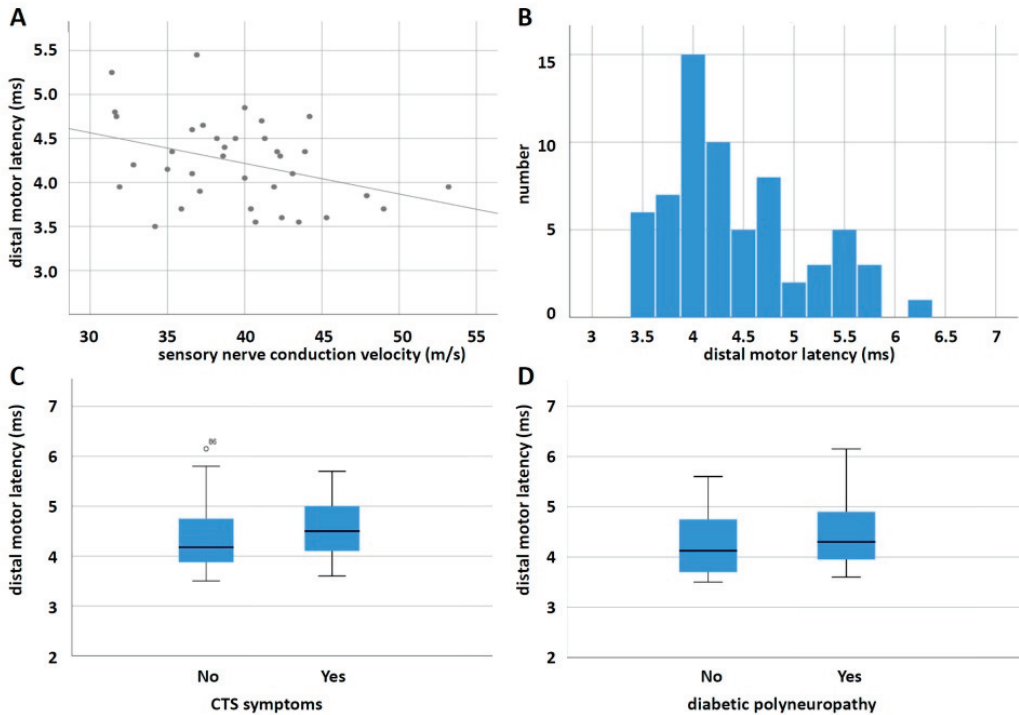 A
5.5
5.0
4.5
4.0
3.5
3.0
distal motor latency (ms)
30 35 40 45 50 55
sensory nerve conduction velocity (m/s)
B
15
10
5
0
number
3 3.5 4 4.5 5 5.5 6 6.5 7
distal motor latency (ms)
C
7
6
5
4
3
2
distal motor latency (ms)
No Yes
CTS symptoms
D
7
6
5
4
3
2
distal motor latency (ms)
No Yes
diabetic polyneuropathy